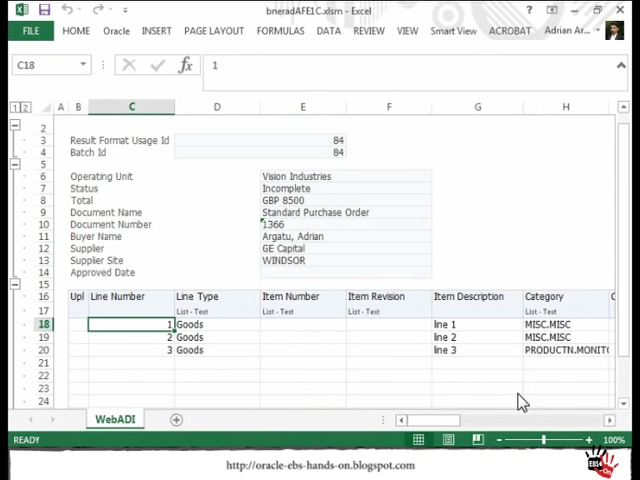 bneradAFE1C.xlsm - Excel
FILE HOME Oracle INSERT PAGE LAYOUT FORMULAS DATA REVIEW VIEW Smart View ACROBAT Adrian Ar...
C18 fx 1
1 2 A B C D E F G H
2
3 Result Format Usage Id 84
4 Batch Id 84
5
6 Operating Unit Vision Industries
7 Status Incomplete
8 Total GBP 8500
9 Document Name Standard Purchase Order
10 Document Number 1366
11 Buyer Name Argatu, Adrian
12 Supplier GE Capital
13 Supplier Site WINDSOR
14 Approved Date
15
16 Upl Line Number Line Type Item Number Item Revision Item Description Category
17 List - Text List - Text List - Text List - Text
18 1 Goods line 1 MISC.MISC
19 2 Goods line 2 MISC.MISC
20 3 Goods line 3 PRODUCTN.MONITO
21
22
23
24
WebADI
READY 100%
http://oracle-ebs-hands-on.blogspot.com
EBS
On